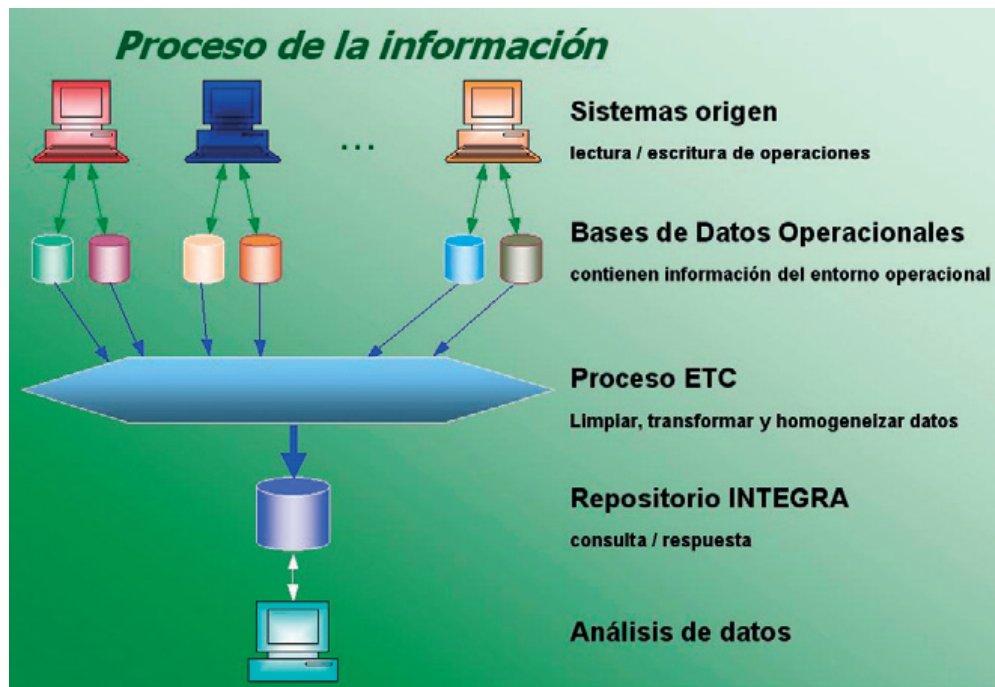 Proceso de la información
Sistemas origen
lectura / escritura de operaciones
...
Bases de Datos Operacionales
contienen información del entorno operacional
Proceso ETC
Limpiar, transformar y homogeneizar datos
Repositorio INTEGRA
consulta / respuesta
Análisis de datos